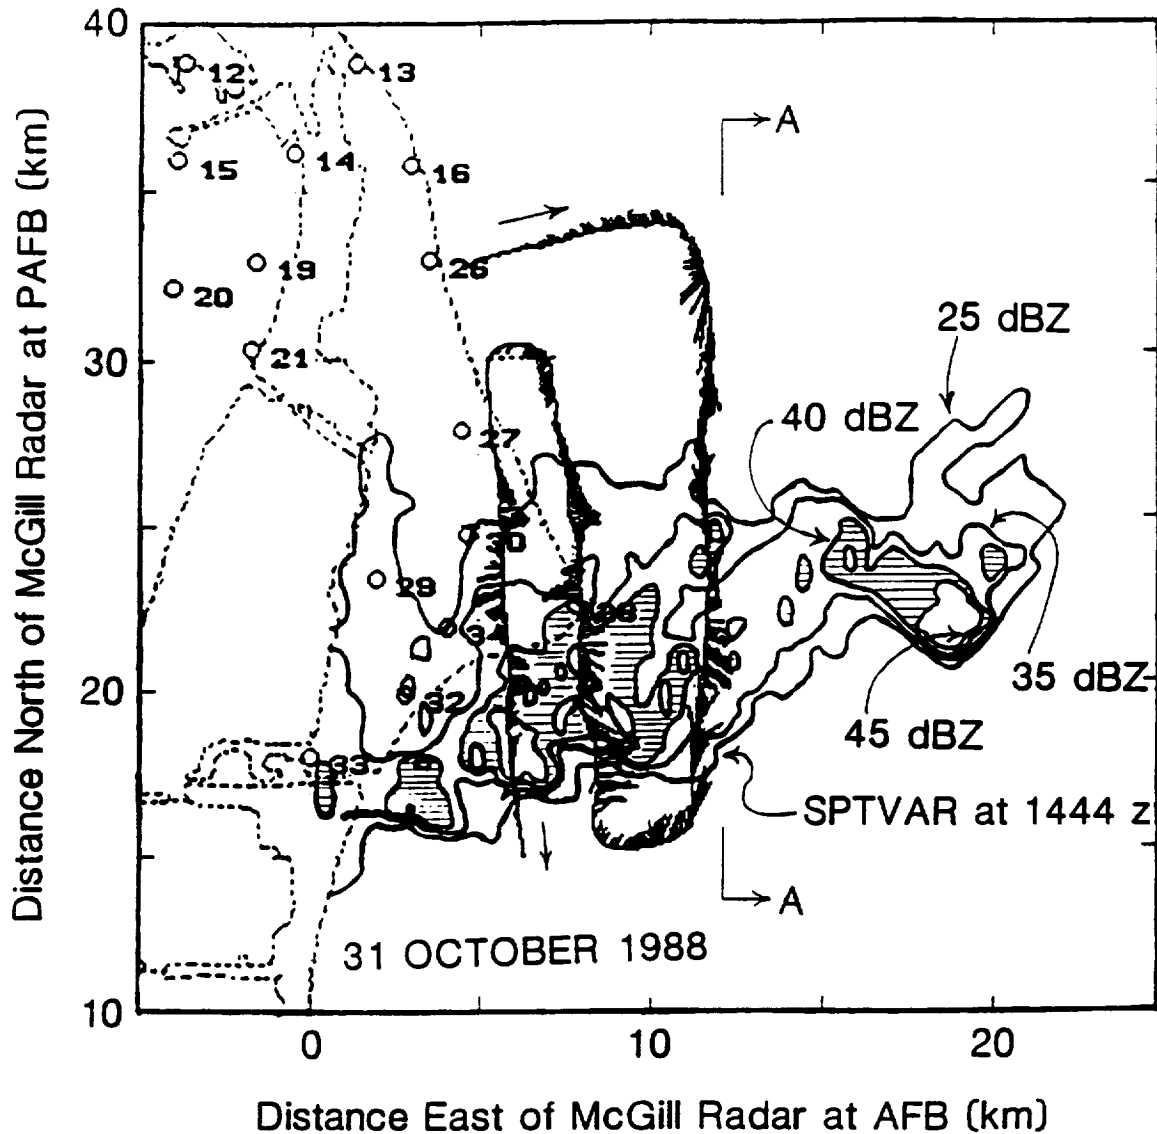 40
12
13
A
15
14
16
Distance North of McGill Radar at PAFB (km)
19
26
20
25 dBZ
21
30
40 dBZ
27
30
29
28
3
35 dBZ
20
32
45 dBZ
33
SPTVAR at 1444 z
A
31 OCTOBER 1988
10
0
10
20
Distance East of McGill Radar at AFB (km)